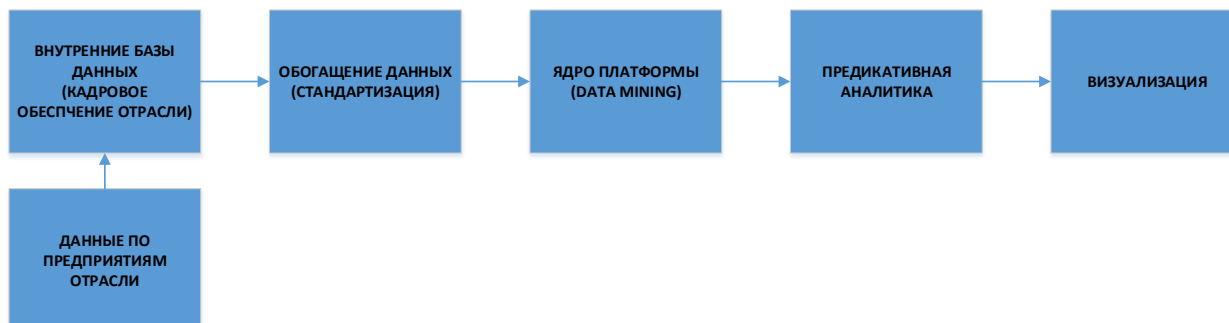 ВНУТРЕННИЕ БАЗЫ
ДАННЫХ
(КАДРОВОЕ
ОБЕСПЧЕНИЕ ОТРАСЛИ)
ОБОГАЩЕНИЕ ДАННЫХ
(СТАНДАРТИЗАЦИЯ)
ЯДРО ПЛАТФОРМЫ
(DATA MINING)
ПРЕДИКАТИВНАЯ
АНАЛИТИКА
ВИЗУАЛИЗАЦИЯ
ДАННЫЕ ПО
ПРЕДПРИЯТИЯМ
ОТРАСЛИ